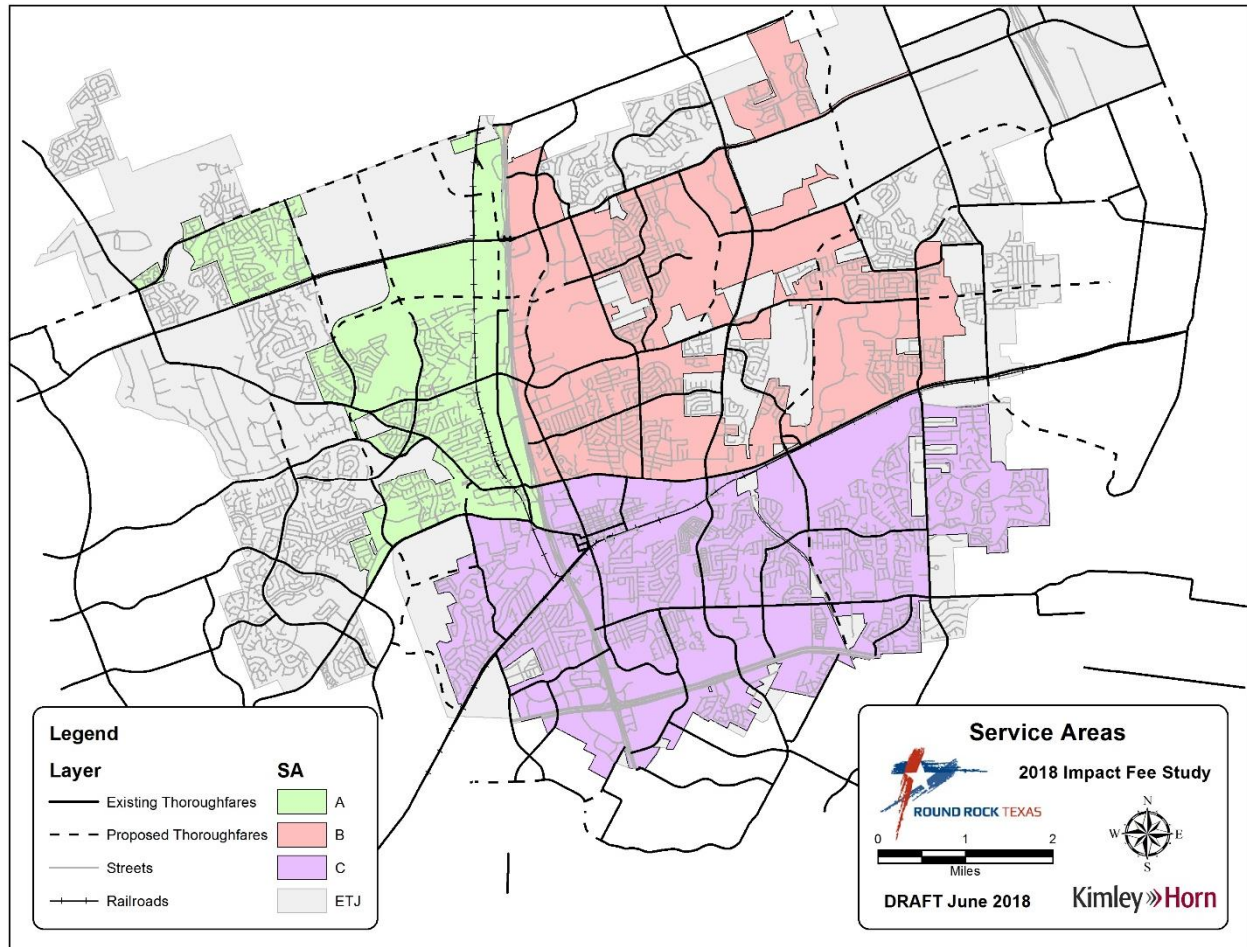 Legend
Layer SA
Existing Thoroughfares A
Proposed Thoroughfares B
Streets C
Railroads ETJ
Service Areas
2018 Impact Fee Study
ROUND ROCK TEXAS
N
W E
S
0 1 2
Miles
DRAFT June 2018
Kimley»Horn